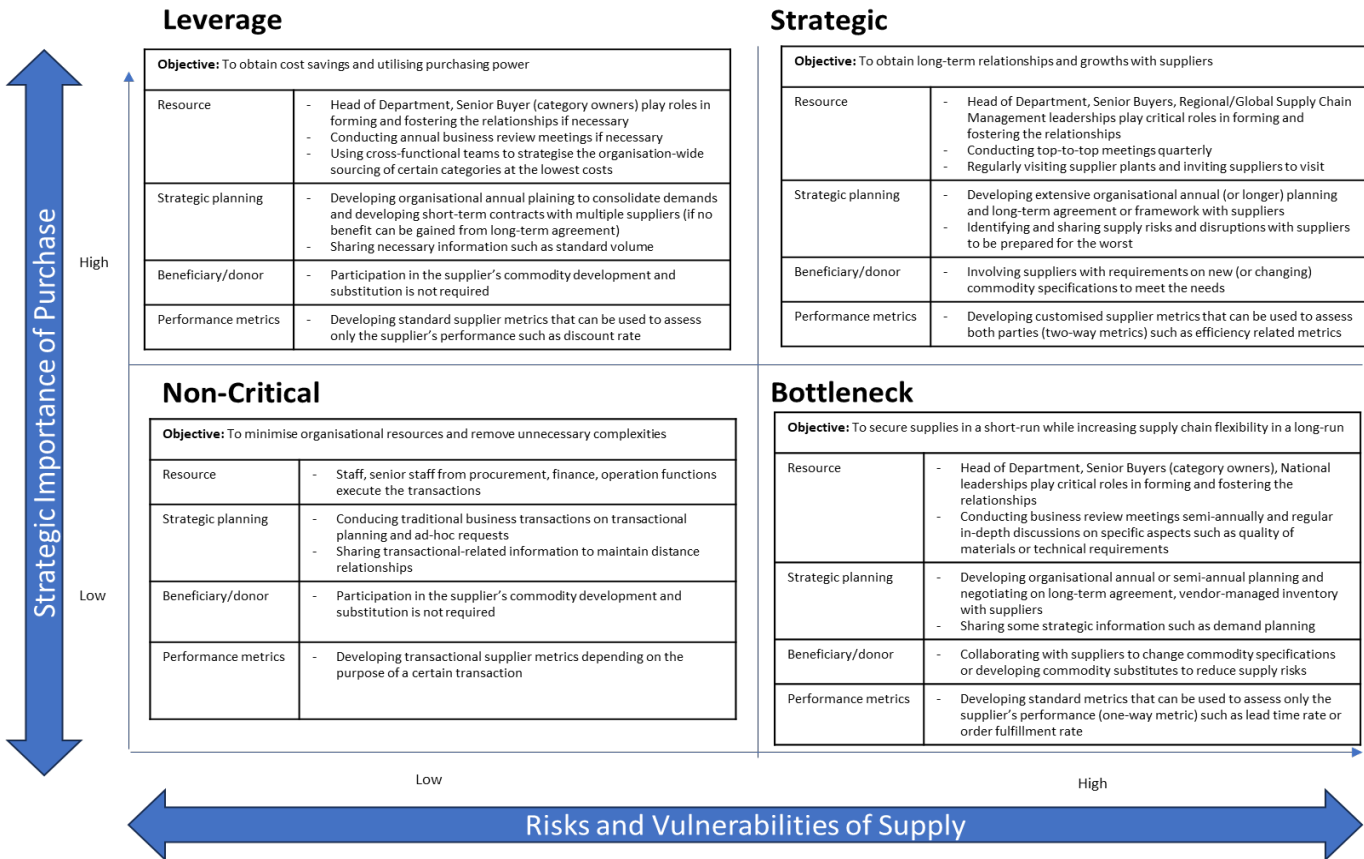 Leverage
Objective: To obtain cost savings and utilising purchasing power
Resource
- Head of Department, Senior Buyer (category owners) play roles in
forming and fostering the relationships if necessary
- Conducting annual business review meetings if necessary
- Using cross-functional teams to strategise the organisation-wide
sourcing of certain categories at the lowest costs
Strategic planning
- Developing organisational annual plaining to consolidate demands
and developing short-term contracts with multiple suppliers (if no
benefit can be gained from long-term agreement)
- Sharing necessary information such as standard volume
Beneficiary/donor
- Participation in the supplier's commodity development and
substitution is not required
Performance metrics
- Developing standard supplier metrics that can be used to assess
only the supplier's performance such as discount rate
Strategic
Objective: To obtain long-term relationships and growths with suppliers
Resource
- Head of Department, Senior Buyers, Regional/Global Supply Chain
Management leaderships play critical roles in forming and
fostering the relationships
- Conducting top-to-top meetings quarterly
- Regularly visiting supplier plants and inviting suppliers to visit
Strategic planning
- Developing extensive organisational annual (or longer) planning
and long-term agreement or framework with suppliers
- Identifying and sharing supply risks and disruptions with suppliers
to be prepared for the worst
Beneficiary/donor
- Involving suppliers with requirements on new (or changing)
commodity specifications to meet the needs
Performance metrics
- Developing customised supplier metrics that can be used to assess
both parties (two-way metrics) such as efficiency related metrics
Non-Critical
Objective: To minimise organisational resources and remove unnecessary complexities
Resource
- Staff, senior staff from procurement, finance, operation functions
execute the transactions
Strategic planning
- Conducing traditional business transactions on transactional
planning and ad-hoc requests
- Sharing transactional-related information to maintain distance
relationships
Beneficiary/donor
- Participation in the supplier's commodity development and
substitution is not required
Performance metrics
- Developing transactional supplier metrics depending on the
purpose of a certain transaction
Bottleneck
Objective: To secure supplies in a short-run while increasing supply chain flexibility in a long-run
Resource
- Head of Department, Senior Buyers (category owners), National
leaderships play critical roles in forming and fostering the
relationships
- Conducting business review meetings semi-annually and regular
in-depth discussions on specific aspects such as quality of
materials or technical requirements
Strategic planning
- Developing organisational annual or semi-annual planning and
negotiating on long-term agreement, vendor-managed inventory
with suppliers
- Sharing some strategic information such as demand planning
Beneficiary/donor
- Collaborating with suppliers to change commodity specifications
or developing commodity substitutes to reduce supply risks
Performance metrics
- Developing standard metrics that can be used to assess only the
supplier's performance (one-way metric) such as lead time rate or
order fulfillment rate
Strategic Importance of Purchase
High
Low
Low
High
Risks and Vulnerabilities of Supply